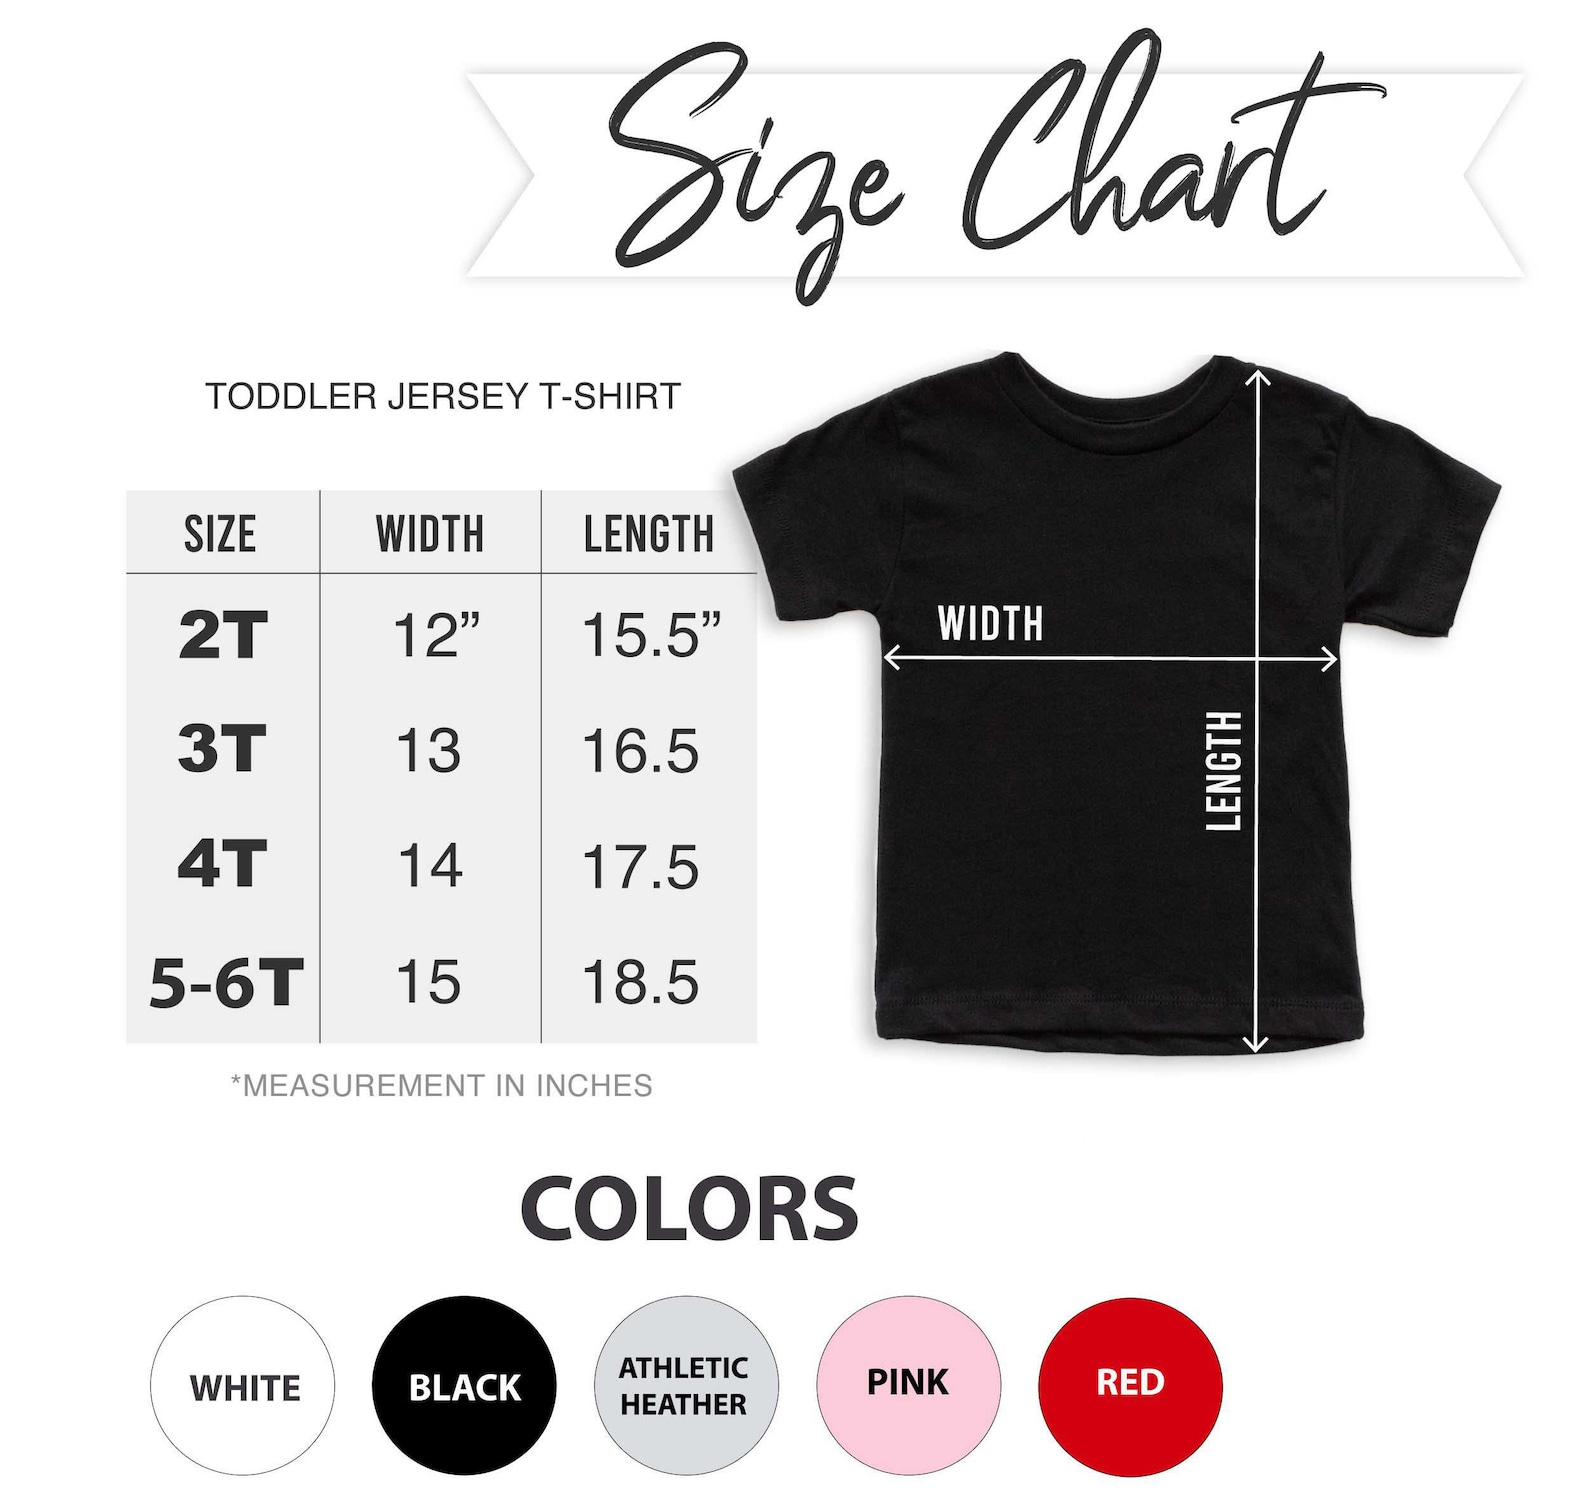 Size Chart
TODDLER JERSEY T-SHIRT
SIZE WIDTH LENGTH
2T 12” 15.5”
3T 13 16.5
4T 14 17.5
5-6T 15 18.5
*MEASUREMENT IN INCHES
WIDTH
LENGTH
COLORS
WHITE
BLACK
ATHLETIC
HEATHER
PINK
RED